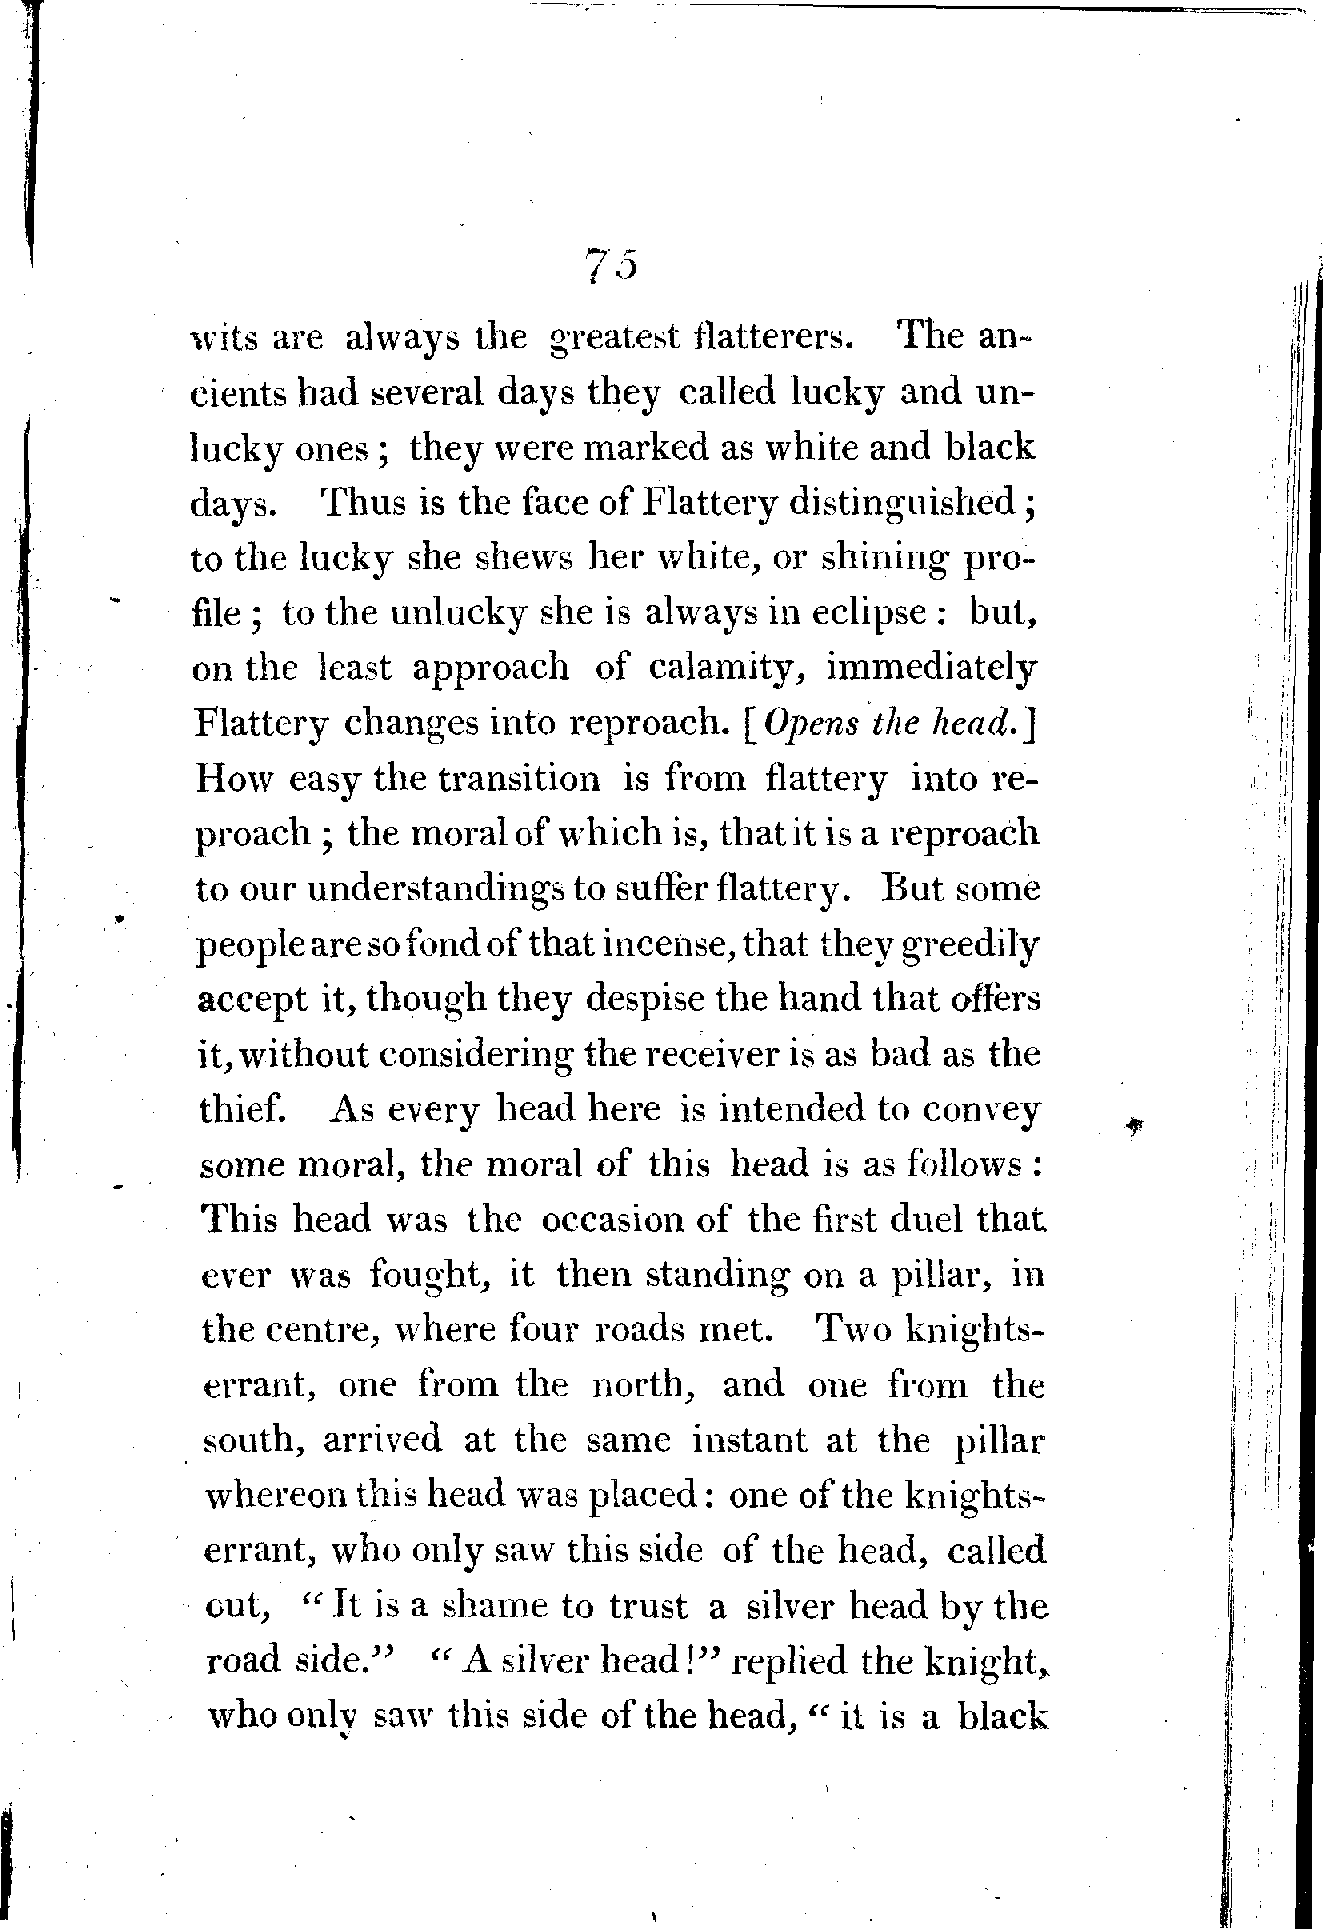 75
wits are always the greatest flatterers. The an-
cients had several days they called lucky and un-
lucky ones ; they were marked as white and black
days. Thus is the face of Flattery distinguished ;
to the lucky she shews her white, or shining pro-
file ; to the unlucky she is always in eclipse : but,
on the least approach of calamity, immediately
Flattery changes into reproach. [Opens the head.]
How easy the transition is from flattery into re-
proach ; the moral of which is, that it is a reproach
to our understandings to suffer flattery. But some
people are so fond of that incense, that they greedily
accept it, though they despise the hand that offers
it, without considering the receiver is as bad as the
thief. As every head here is intended to convey
some moral, the moral of this head is as follows :
This head was the occasion of the first duel that
ever was fought, it then standing on a pillar, in
the centre, where four roads met. Two knights-
errant, one from the north, and one from the
south, arrived at the same instant at the pillar
whereon this head was placed : one of the knights-
errant, who only saw this side of the head, called
out, “ It is a shame to trust a silver head by the
road side.” “ A silver head !” replied the knight,
who only saw this side of the head, “ it is a black